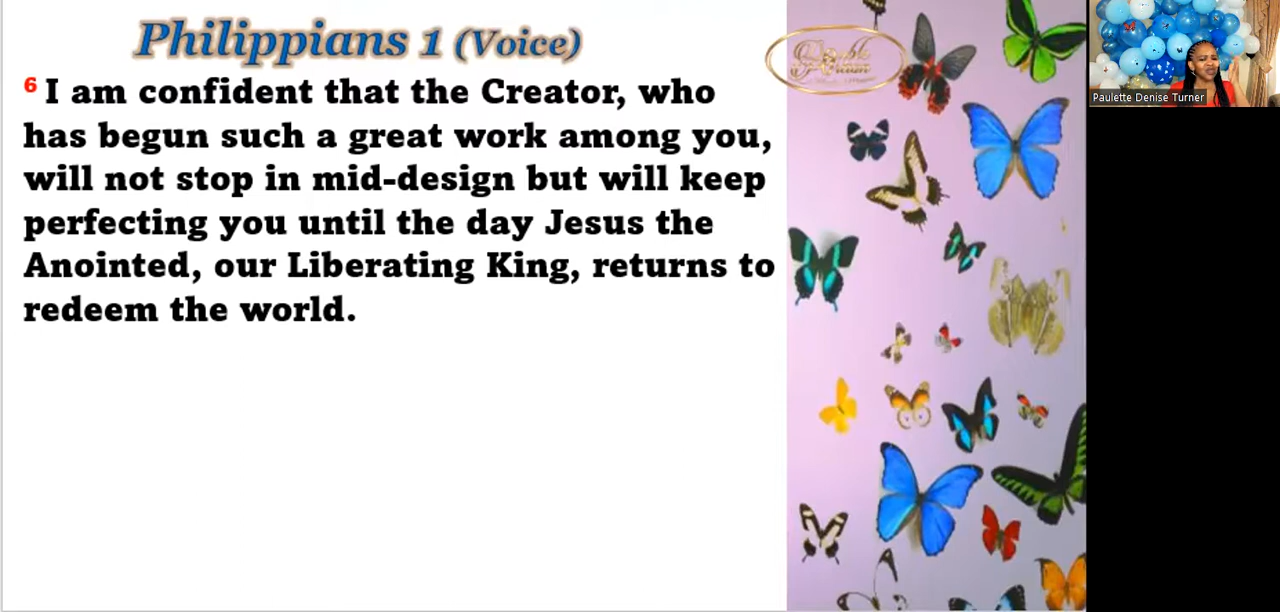 Philippians 1 (Voice)
6 I am confident that the Creator, who
has begun such a great work among you,
will not stop in mid-design but will keep
perfecting you until the day Jesus the
Anointed, our Liberating King, returns to
redeem the world.
Paulette Denise Turner